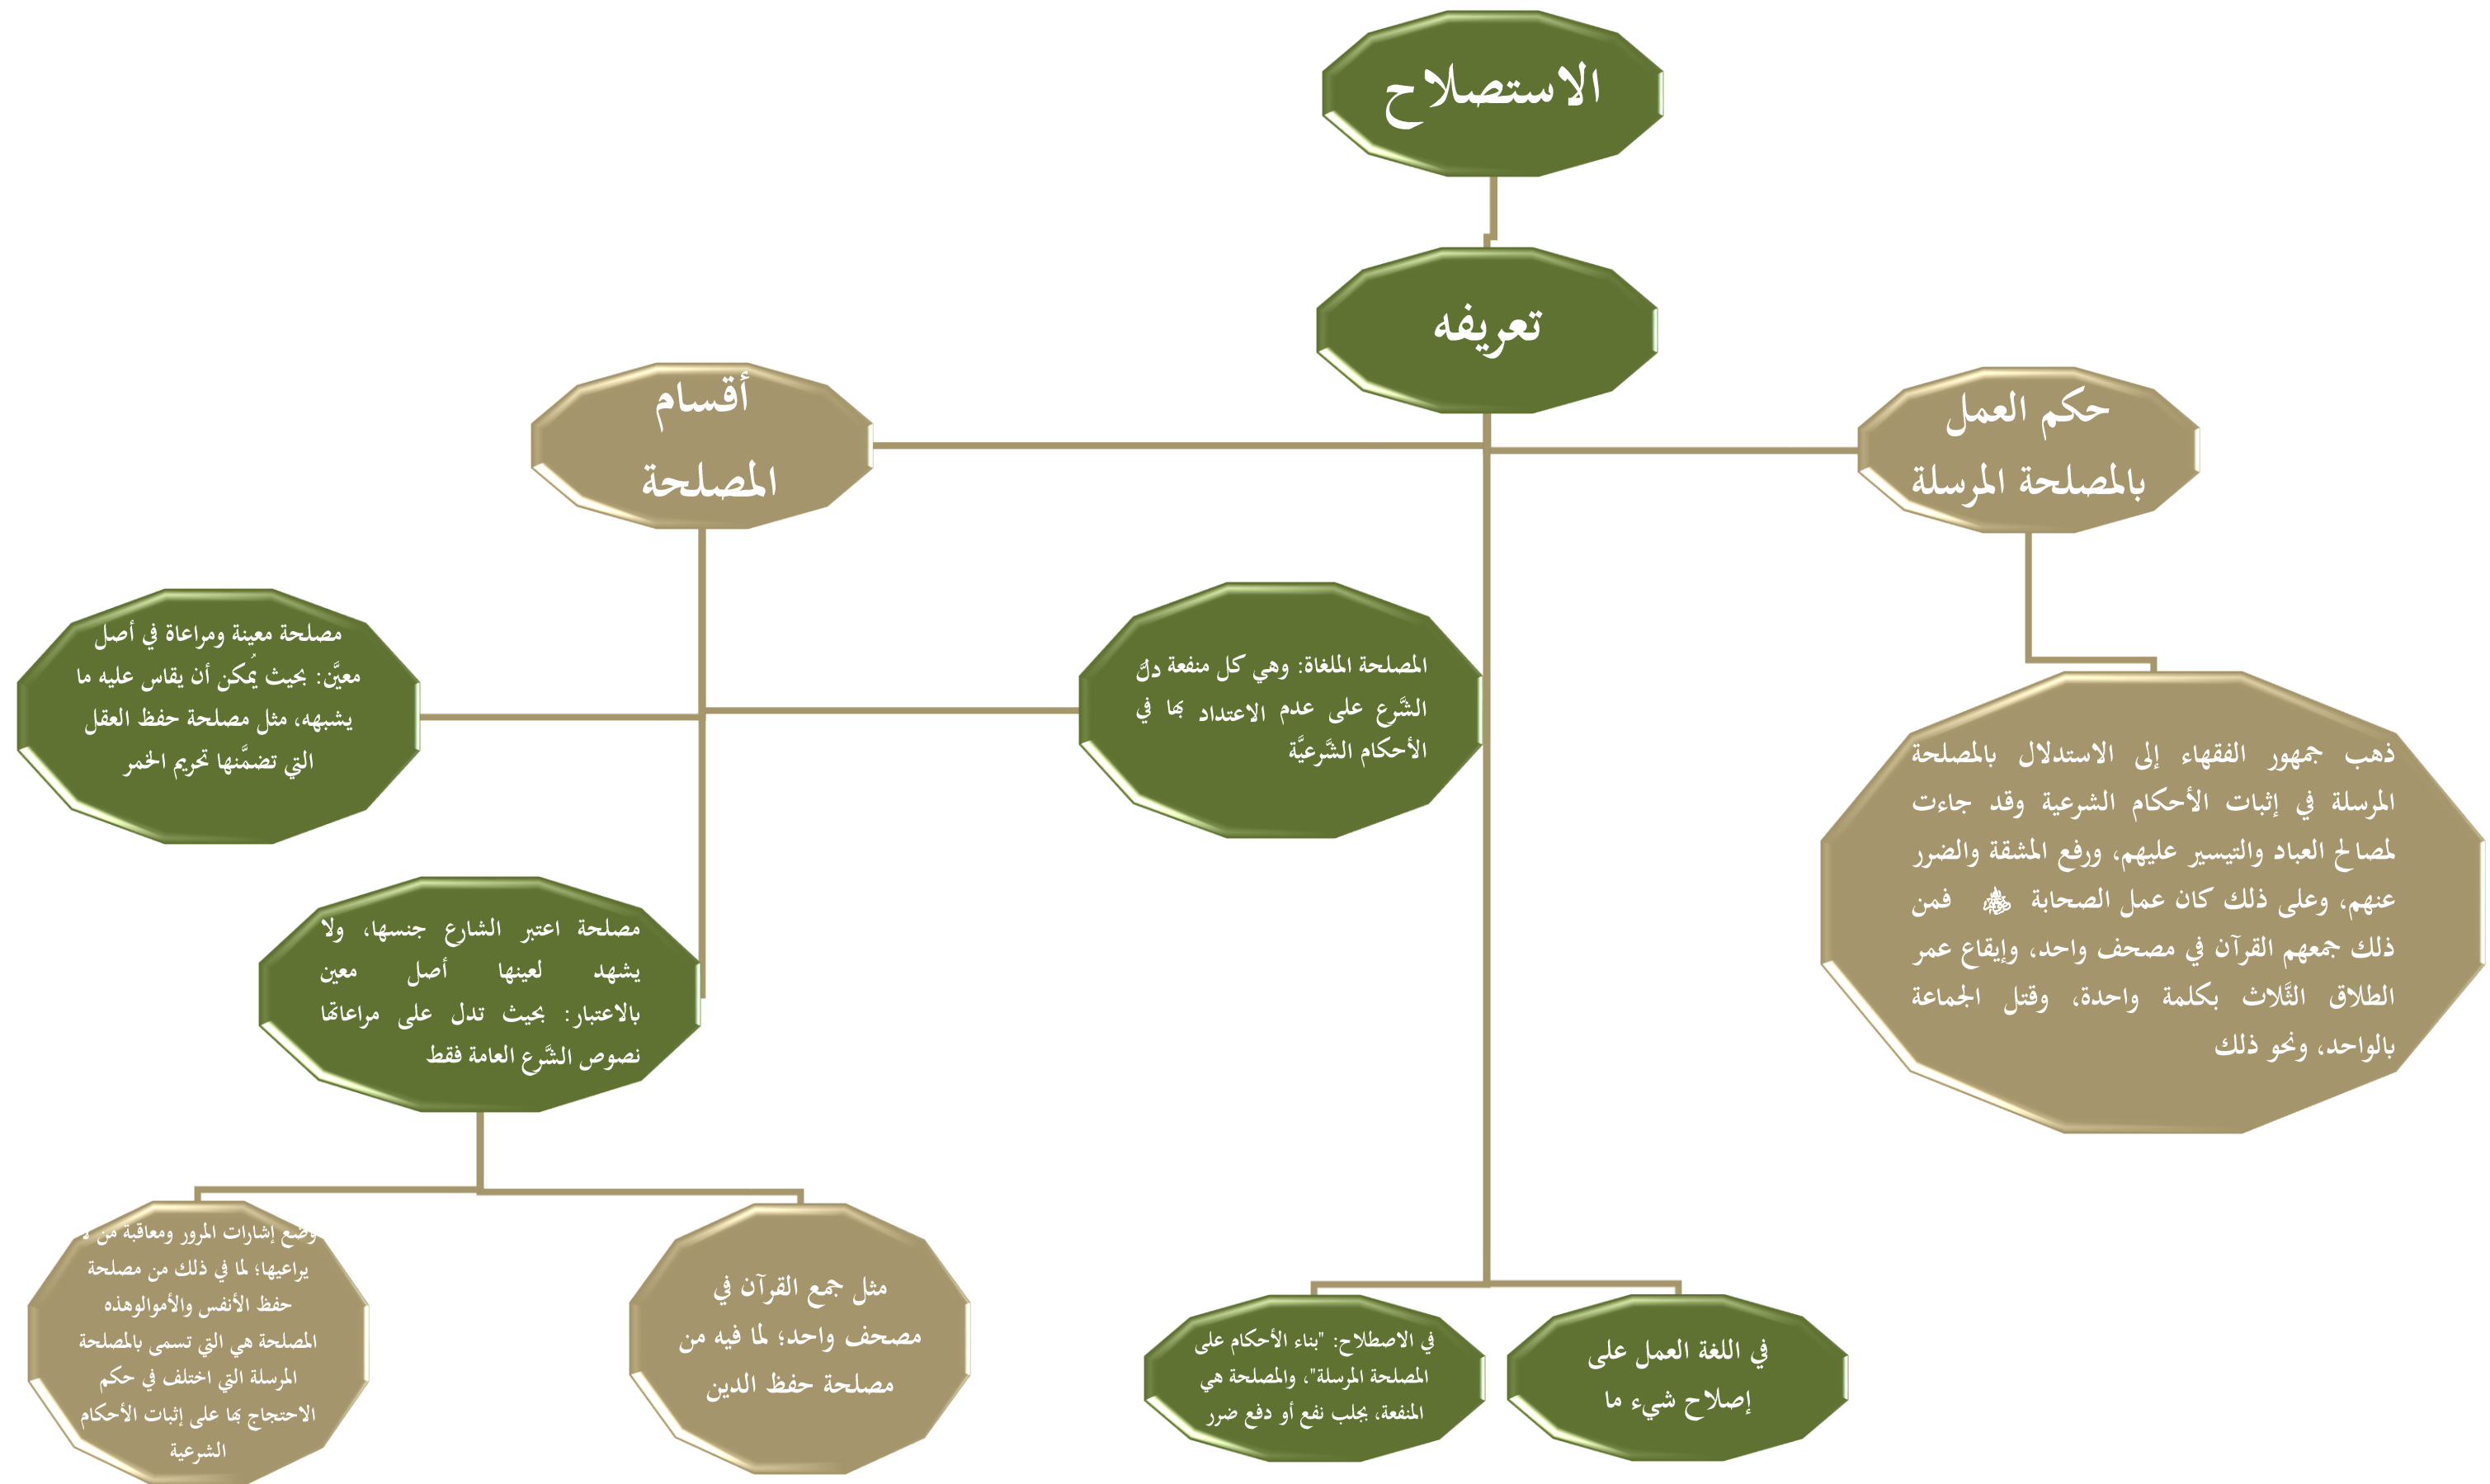 الاستصلاح
تعريفه
حكم العمل
بالمصلحة المرسلة
أقسام
المصلحة
المصلحة الملغاة: وهي كل منفعة دلَّ
الشَّرع على عدم الاعتداد بها في
الأحكام الشَّرعيَّة
مصلحة معينة ومراعاة في أصل
معيَّن: بحيث يُمكن أن يقاس عليه ما
يشبهه، مثل مصلحة حفظ العقل
التي تضمَّنها تحريم الخمر
ذهب جمهور الفقهاء إلى الاستدلال بالمصلحة
المرسلة في إثبات الأحكام الشرعية وقد جاءت
لمصالح العباد والتيسير عليهم، ورفع المشقة والضرر
عنهم، وعلى ذلك كان عمل الصحابة فمن
ذلك جمعهم القرآن في مصحف واحد، وإيقاع عمر
الطلاق الثَّلاث بكلمة واحدة، وقتل الجماعة
بالواحد، ونحو ذلك
مصلحة اعتبر الشارع جنسها، ولا
يشهد لعينها أصل معين
بالاعتبار: بحيث تدل على مراعاتها
نصوص الشَّرع العامة فقط
في اللغة العمل على
إصلاح شيء ما
في الاصطلاح: "بناء الأحكام على
المصلحة المرسلة"، والمصلحة هي
المنفعة، بجلب نفع أو دفع ضرر
مثل جمع القرآن في
مصحف واحد؛ لما فيه من
مصلحة حفظ الدين
وضع إشارات المرور ومعاقبة من لا
يراعيها؛ لما في ذلك من مصلحة
حفظ الأنفس والأموالوهذه
المصلحة هي التي تسمى بالمصلحة
المرسلة التي اختلف في حكم
الاحتجاج بها على إثبات الأحكام
الشرعية